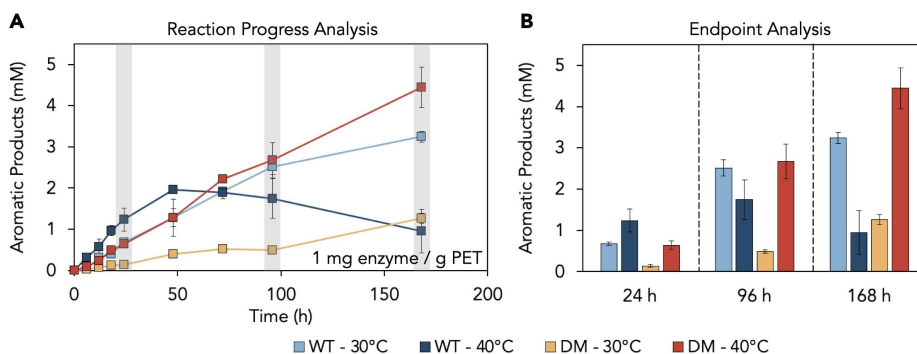 A
Reaction Progress Analysis
Aromatic Products (mM)
5
4
3
2
1
0
1 mg enzyme / g PET
0 50 100 150 200
Time (h)
B
Endpoint Analysis
Aromatic Products (mM)
5
4
3
2
1
0
24 h 96 h 168 h
WT - 30°C WT - 40°C DM - 30°C DM - 40°C